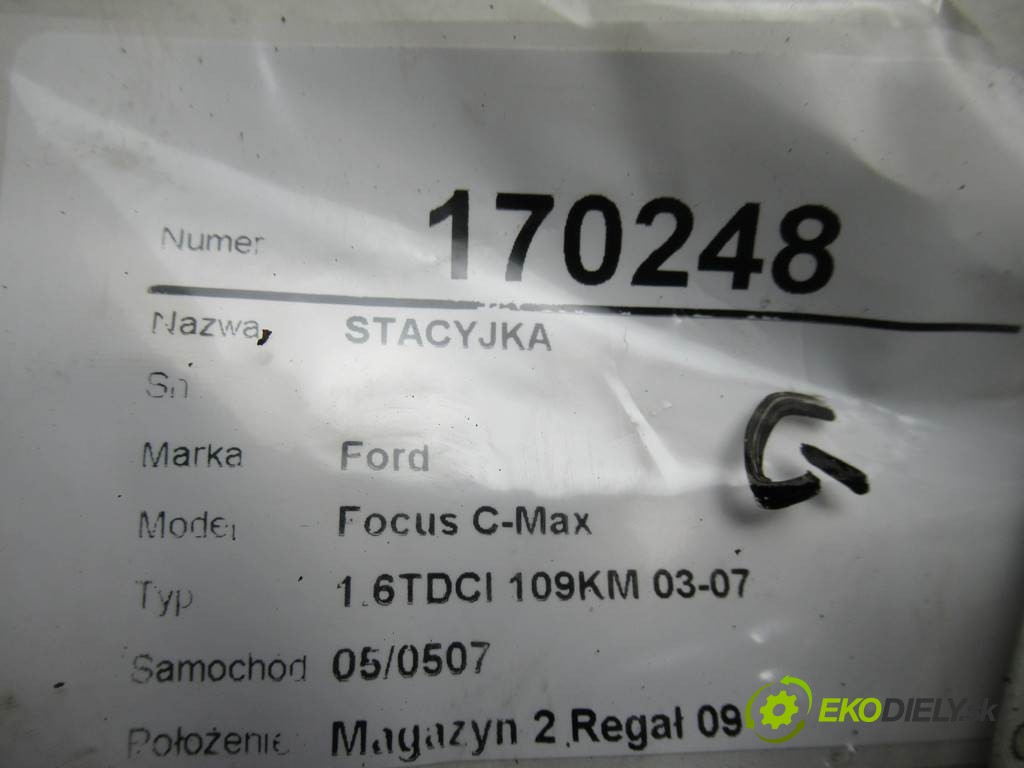 Numer 170248
Nazwa, STACYJKA
Sn
Marka Ford
Model Focus C-Max
Typ 1.6TDCI 109KM 03-07
Samochód 05/0507
Położenie Magazyn 2 Regał 09
G
EKODIELY.sk